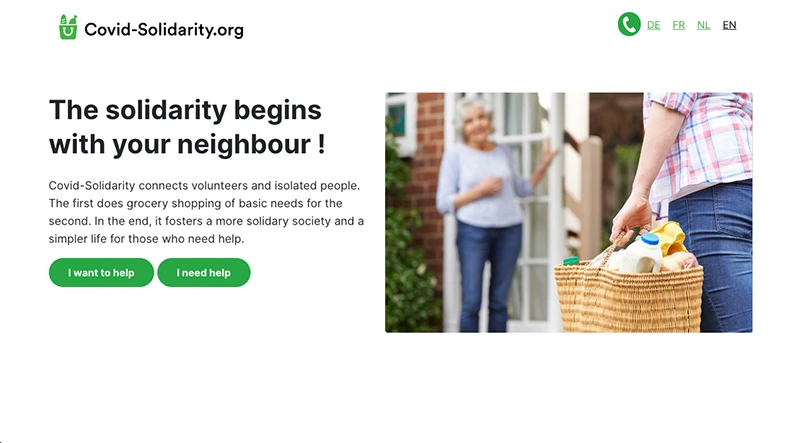 Covid-Solidarity.org
DE FR NL EN
The solidarity begins
with your neighbour !
Covid-Solidarity connects volunteers and isolated people.
The first does grocery shopping of basic needs for the
second. In the end, it fosters a more solidary society and a
simpler life for those who need help.
I want to help I need help